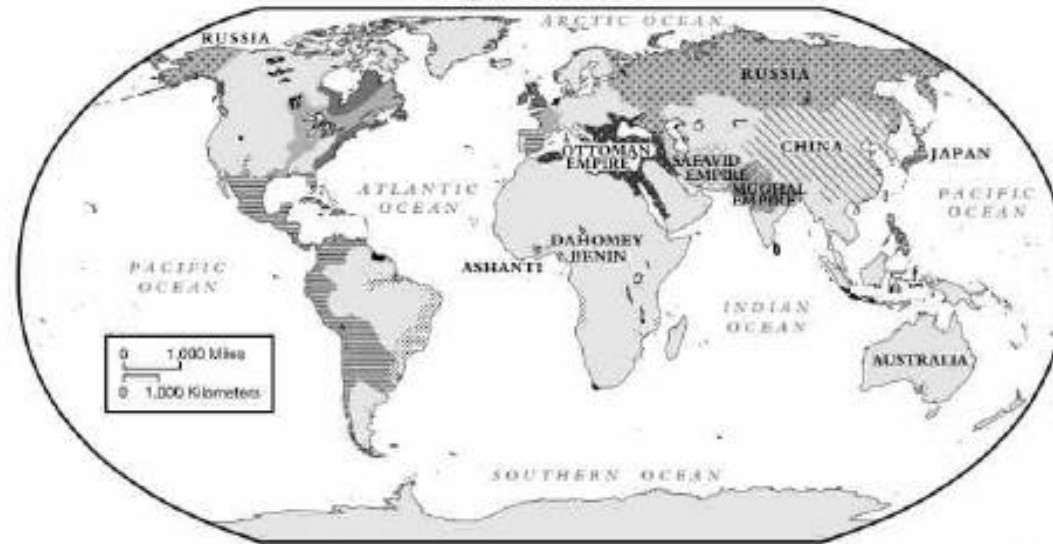 ARCTIC OCEAN
RUSSIA
RUSSIA
OTTOMAN
EMPIRE
SAFAVID
EMPIRE
MUGHAL
EMPIRE
CHINA
JAPAN
ATLANTIC
OCEAN
PACIFIC
OCEAN
DAHOMEY
BENIN
ASHANTI
PACIFIC
OCEAN
INDIAN
OCEAN
AUSTRALIA
0 1,000 Miles
0 1,000 Kilometers
SOUTHERN OCEAN